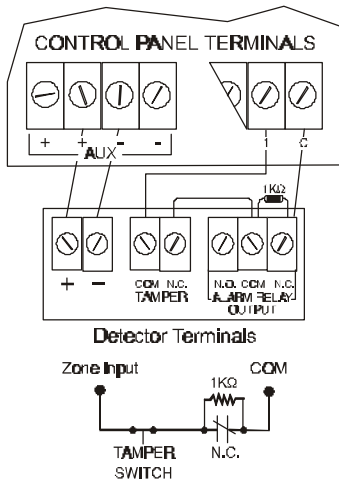 CONTROL PANEL TERMINALS
+ + - - 1 C
AUX
1KΩ
+ -
COM N.C. N.O. COM N.C.
TAMPER ALARM RELAY
OUTPUT
Detector Terminals
Zone Input COM
1KΩ
TAMPER N.C.
SWITCH